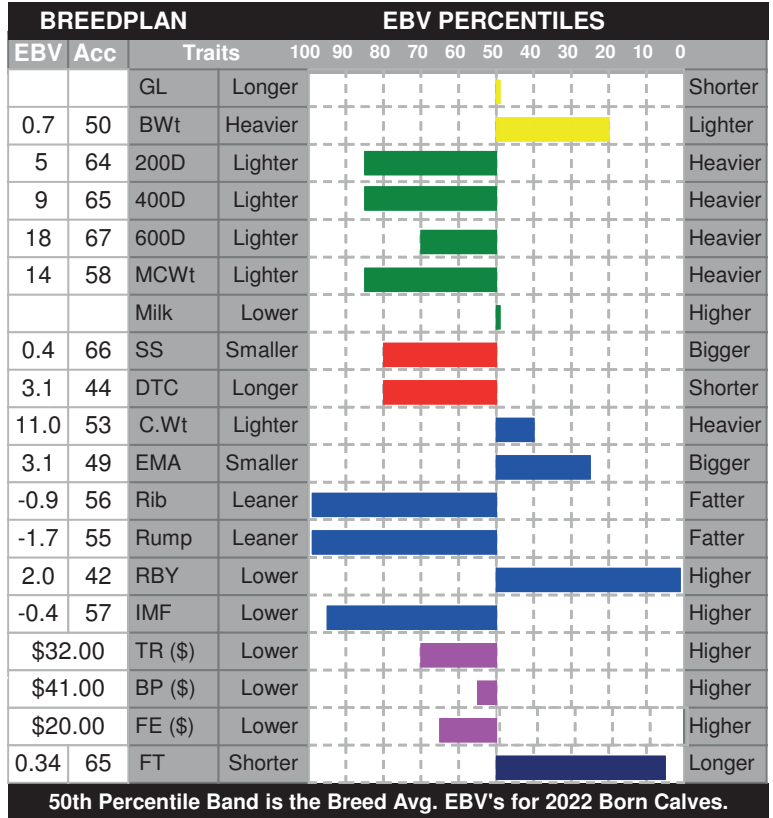 BREEDPLAN EBV PERCENTILES
EBV Acc Traits 100 90 80 70 60 50 40 30 20 10 0
GL Longer Shorter
0.7 50 BWt Heavier Lighter
5 64 200D Lighter Heavier
9 65 400D Lighter Heavier
18 67 600D Lighter Heavier
14 58 MCWt Lighter Heavier
Milk Lower Higher
0.4 66 SS Smaller Bigger
3.1 44 DTC Longer Shorter
11.0 53 C.Wt Lighter Heavier
3.1 49 EMA Smaller Bigger
-0.9 56 Rib Leaner Fatter
-1.7 55 Rump Leaner Fatter
2.0 42 RBY Lower Higher
-0.4 57 IMF Lower Higher
$32.00 TR ($) Lower Higher
$41.00 BP ($) Lower Higher
$20.00 FE ($) Lower Higher
0.34 65 FT Shorter Longer
50th Percentile Band is the Breed Avg. EBV's for 2022 Born Calves.